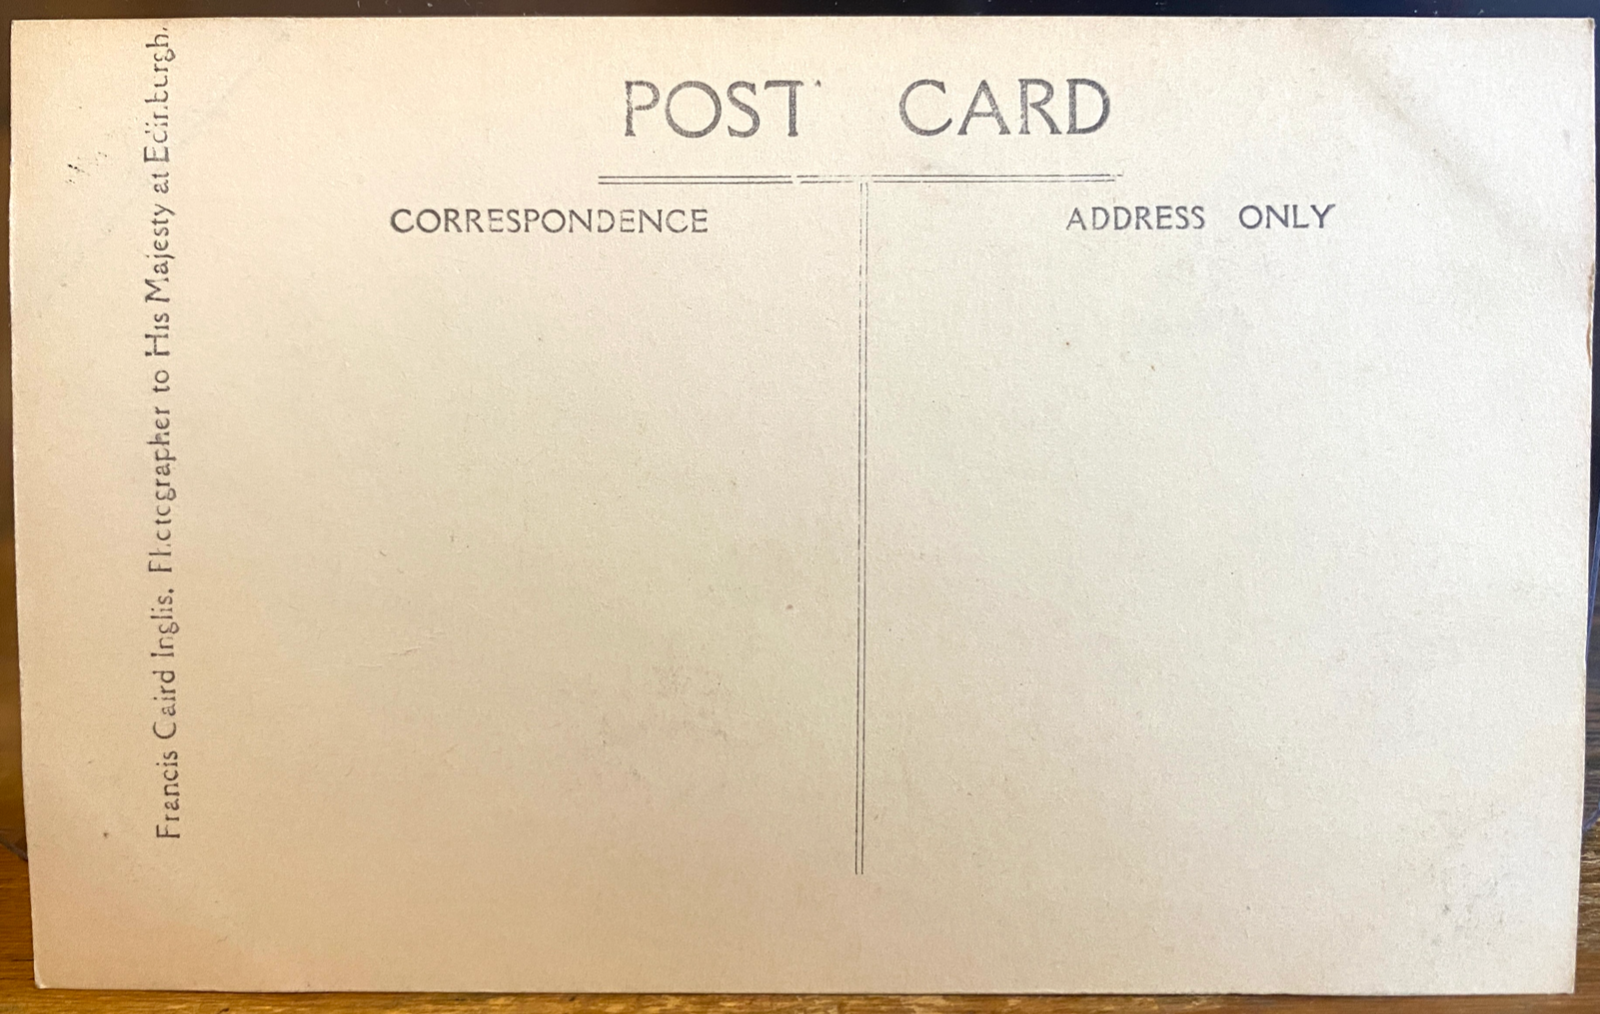 POST CARD
CORRESPONDENCE
ADDRESS ONLY
Francis Caird Inglis, Photographer to His Majesty at Edinburgh.